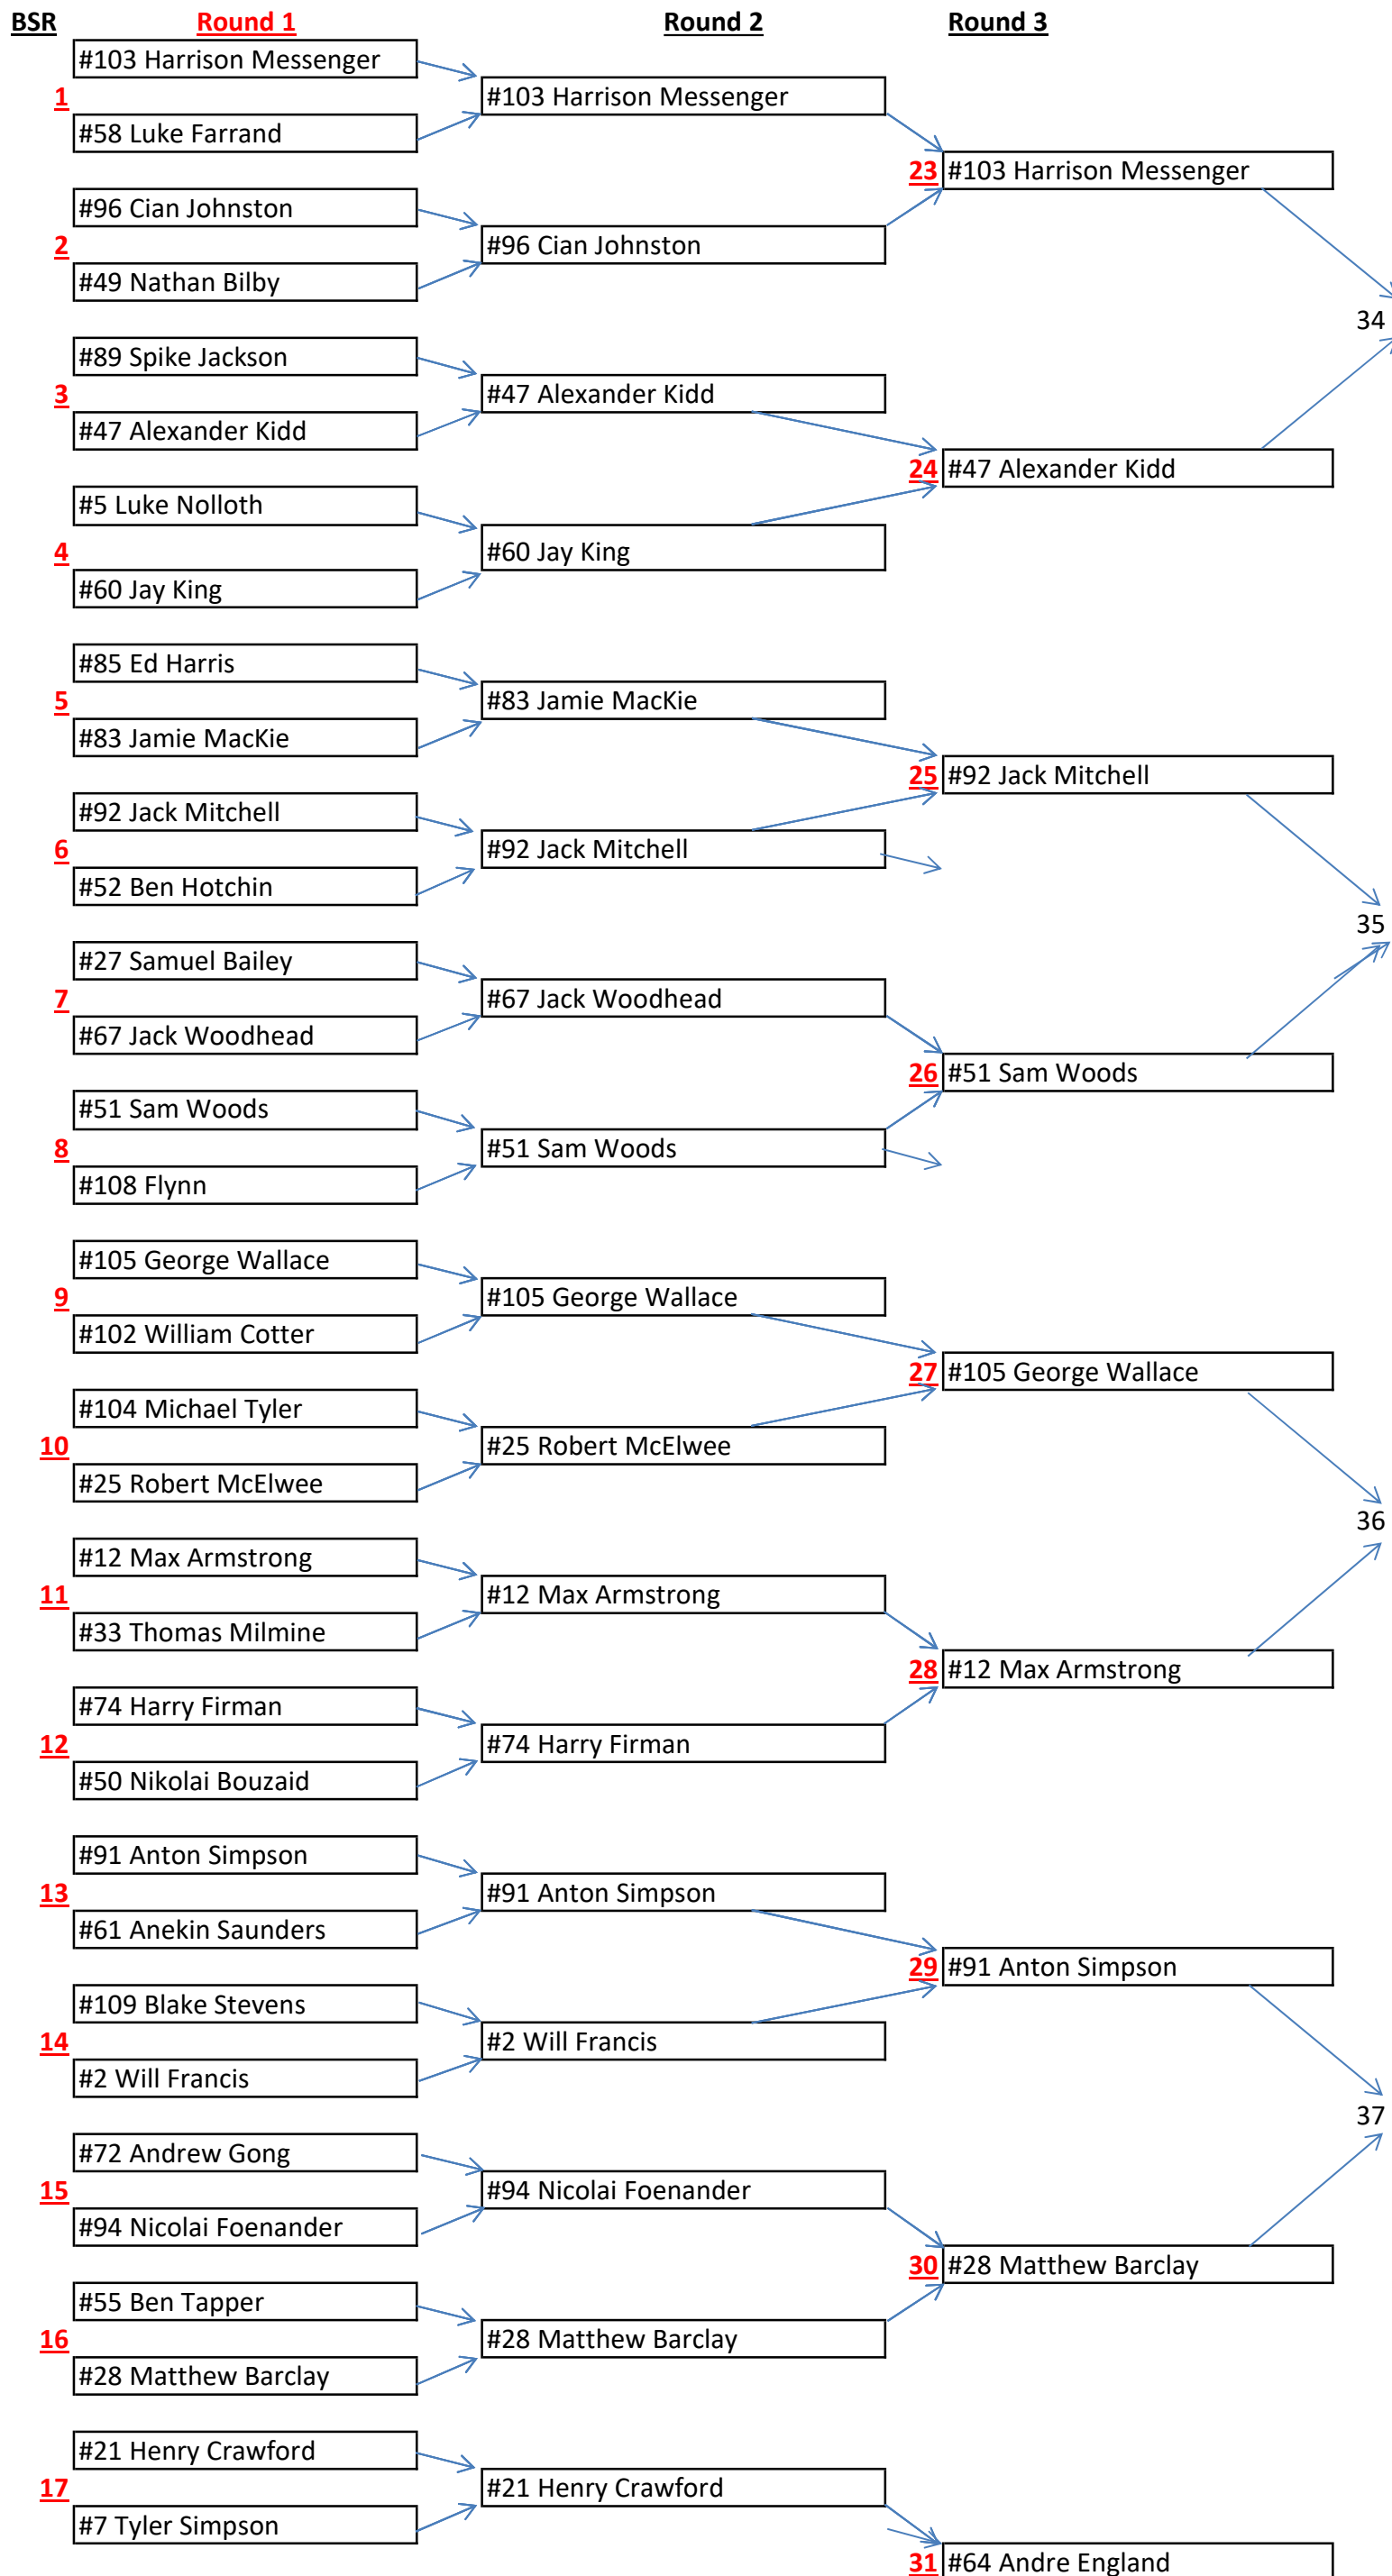 BSR Round 1 Round 2 Round 3
#103 Harrison Messenger
1 #103 Harrison Messenger
#58 Luke Farrand
23 #103 Harrison Messenger
#96 Cian Johnston
2 #96 Cian Johnston
#49 Nathan Bilby
34
#89 Spike Jackson
3 #47 Alexander Kidd
#47 Alexander Kidd
24 #47 Alexander Kidd
#5 Luke Nolloth
4 #60 Jay King
#60 Jay King
#85 Ed Harris
5 #83 Jamie MacKie
#83 Jamie MacKie
25 #92 Jack Mitchell
#92 Jack Mitchell
6 #92 Jack Mitchell
#52 Ben Hotchin
35
#27 Samuel Bailey
7 #67 Jack Woodhead
#67 Jack Woodhead
26 #51 Sam Woods
#51 Sam Woods
8 #51 Sam Woods
#108 Flynn
#105 George Wallace
9 #105 George Wallace
#102 William Cotter
27 #105 George Wallace
#104 Michael Tyler
10 #25 Robert McElwee
#25 Robert McElwee
36
#12 Max Armstrong
11 #12 Max Armstrong
#33 Thomas Milmine
28 #12 Max Armstrong
#74 Harry Firman
12 #74 Harry Firman
#50 Nikolai Bouzaid
#91 Anton Simpson
13 #91 Anton Simpson
#61 Anekin Saunders
29 #91 Anton Simpson
#109 Blake Stevens
14 #2 Will Francis
#2 Will Francis
37
#72 Andrew Gong
15 #94 Nicolai Foenander
#94 Nicolai Foenander
30 #28 Matthew Barclay
#55 Ben Tapper
16 #28 Matthew Barclay
#28 Matthew Barclay
#21 Henry Crawford
17 #21 Henry Crawford
#7 Tyler Simpson
31 #64 Andre England